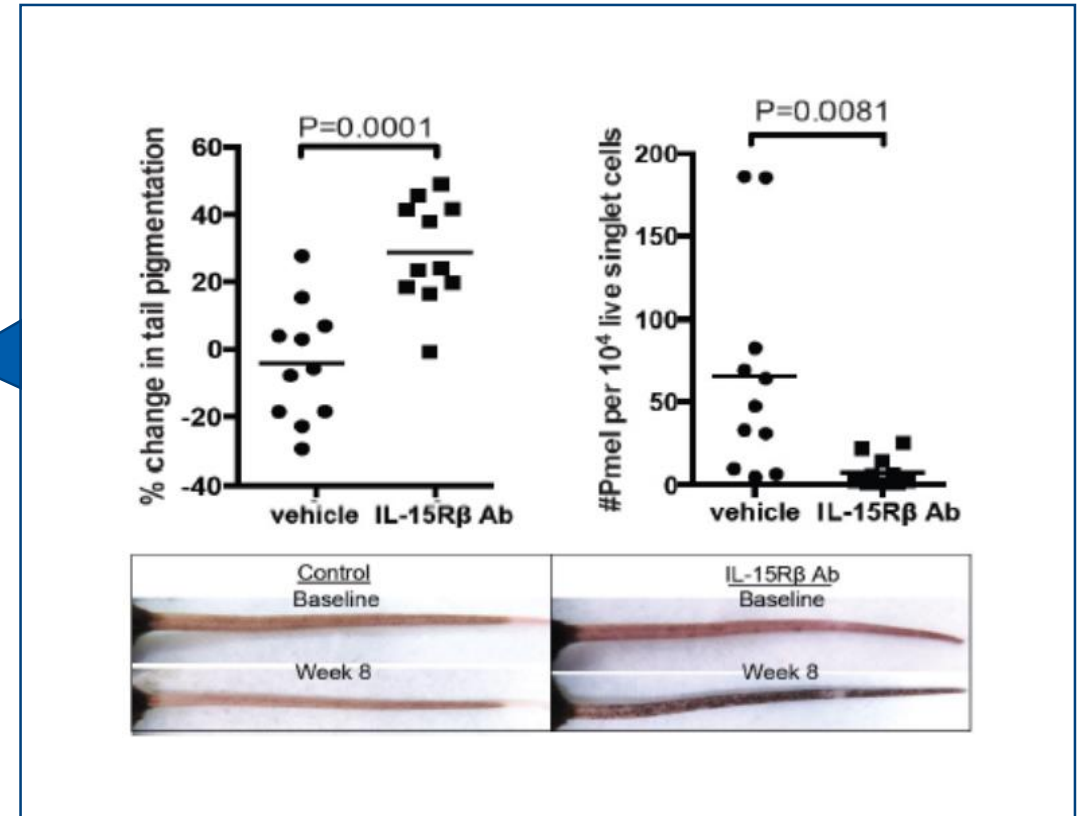 P=0.0001
% change in tail pigmentation
60
40
20
0
-20
-40
vehicle IL-15Rβ Ab
P=0.0081
#Pmel per 10⁴ live singlet cells
200
150
100
50
0
vehicle IL-15Rβ Ab
Control
Baseline
Week 8
IL-15Rβ Ab
Baseline
Week 8